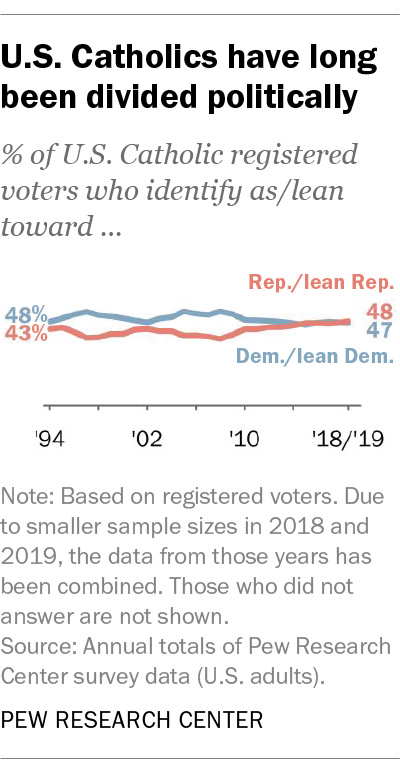 U.S. Catholics have long
been divided politically
% of U.S. Catholic registered
voters who identify as/lean
toward ...
Rep./lean Rep.
48%
48
43%
47
Dem./lean Dem.
'94 '02 '10 '18/'19
Note: Based on registered voters. Due
to smaller sample sizes in 2018 and
2019, the data from those years has
been combined. Those who did not
answer are not shown.
Source: Annual totals of Pew Research
Center survey data (U.S. adults).
PEW RESEARCH CENTER